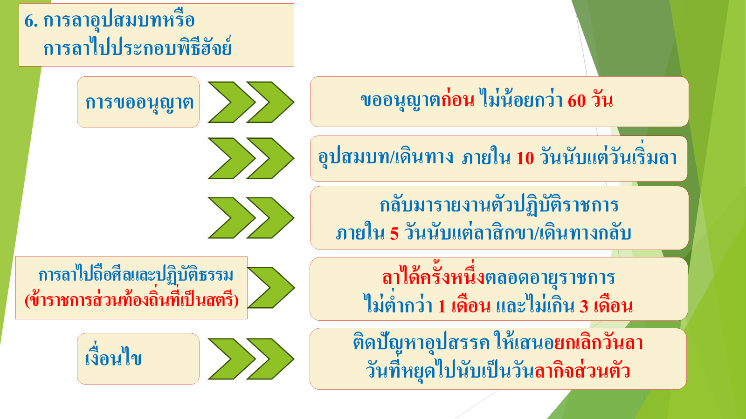 6. การลาอุปสมบทหรือ
การลาไปประกอบพิธีฮัจย์
การขออนุญาต
ขออนุญาตก่อน ไม่น้อยกว่า 60 วัน
อุปสมบท/เดินทาง ภายใน 10 วันนับแต่วันเริ่มลา
กลับมารายงานตัวปฏิบัติราชการ
ภายใน 5 วันนับแต่ลาสิกขา/เดินทางกลับ
การลาไปถือศีลและปฏิบัติธรรม
(ข้าราชการส่วนท้องถิ่นที่เป็นสตรี)
ลาได้ครั้งหนึ่งตลอดอายุราชการ
ไม่ต่ำกว่า 1 เดือน และไม่เกิน 3 เดือน
เงื่อนไข
ติดปัญหาอุปสรรค ให้เสนอยกเลิกวันลา
วันที่หยุดไปนับเป็นวันลากิจส่วนตัว